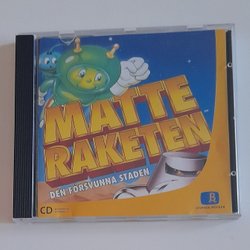 MATTE
RAKETEN
DEN FÖRSVUNNA STADEN
CD